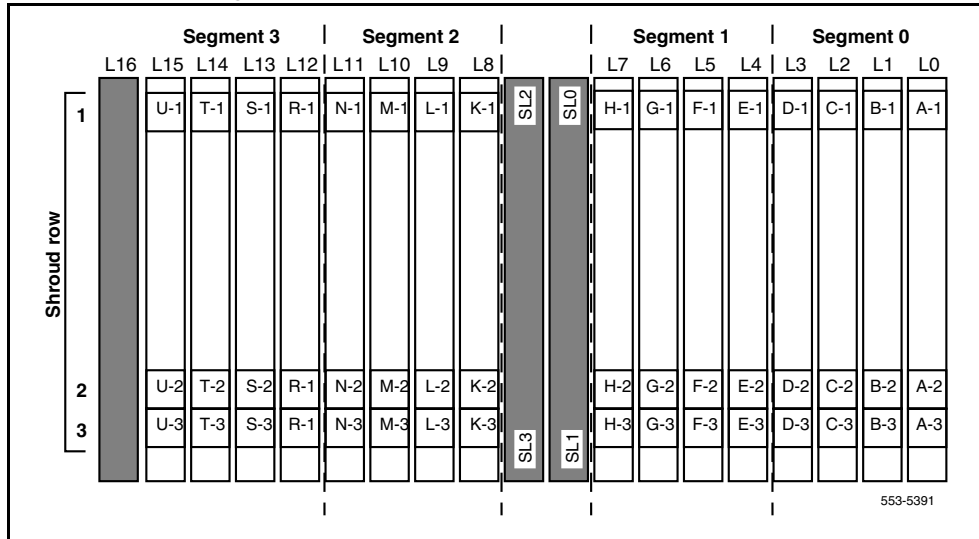 Segment 3 Segment 2 Segment 1 Segment 0
L16 L15 L14 L13 L12 L11 L10 L9 L8 L7 L6 L5 L4 L3 L2 L1 L0
1 U-1 T-1 S-1 R-1 N-1 M-1 L-1 K-1 SL2 SL0 H-1 G-1 F-1 E-1 D-1 C-1 B-1 A-1
Shroud row
2 U-2 T-2 S-2 R-1 N-2 M-2 L-2 K-2 H-2 G-2 F-2 E-2 D-2 C-2 B-2 A-2
3 U-3 T-3 S-3 R-1 N-3 M-3 L-3 K-3 SL3 SL1 H-3 G-3 F-3 E-3 D-3 C-3 B-3 A-3
553-5391